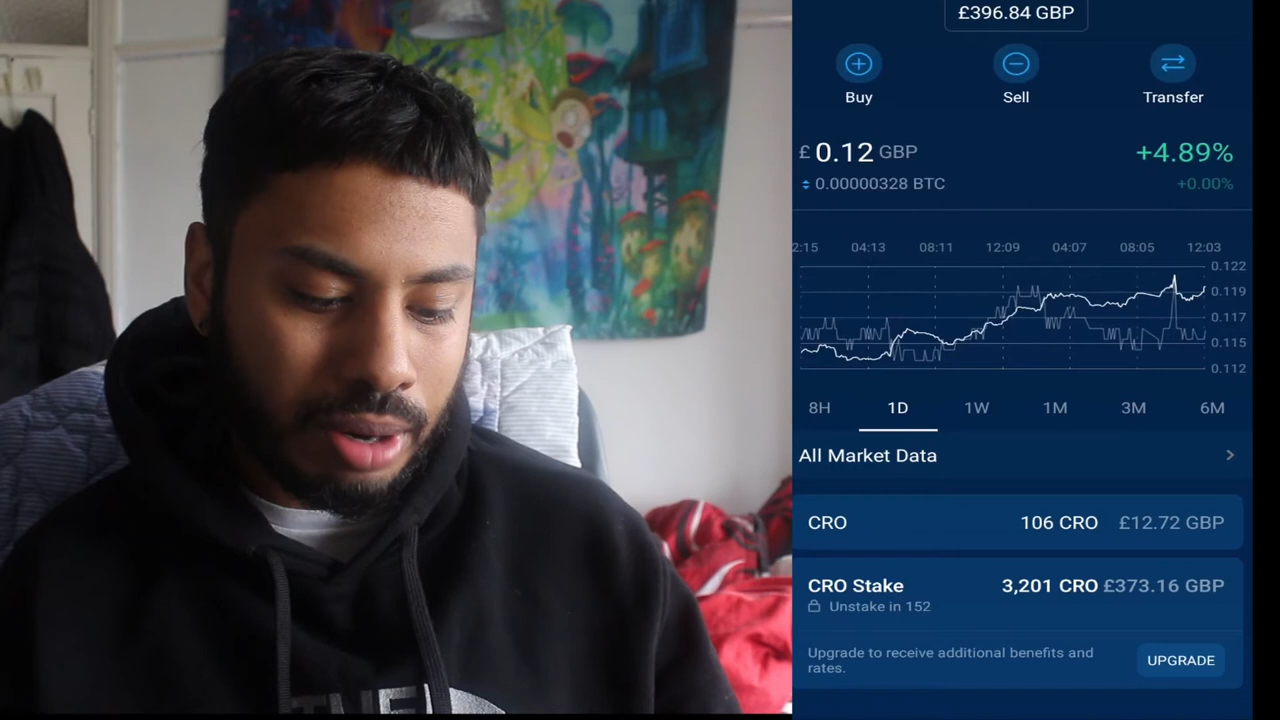 £396.84 GBP
Buy Sell Transfer
£ 0.12 GBP +4.89%
0.00000328 BTC +0.00%
2:15 04:13 08:11 12:09 04:07 08:05 12:03
0.122
0.119
0.117
0.115
0.112
8H 1D 1W 1M 3M 6M
All Market Data
CRO 106 CRO £12.72 GBP
CRO Stake 3,201 CRO £373.16 GBP
Unstake in 152
Upgrade to receive additional benefits and
rates.
UPGRADE
THE